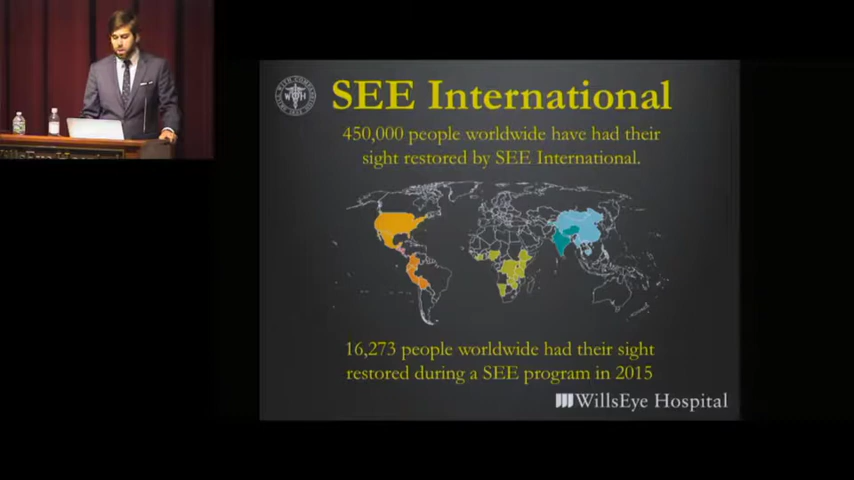 SEE International
450,000 people worldwide have had their
sight restored by SEE International.
16,273 people worldwide had their sight
restored during a SEE program in 2015
WillsEye Hospital